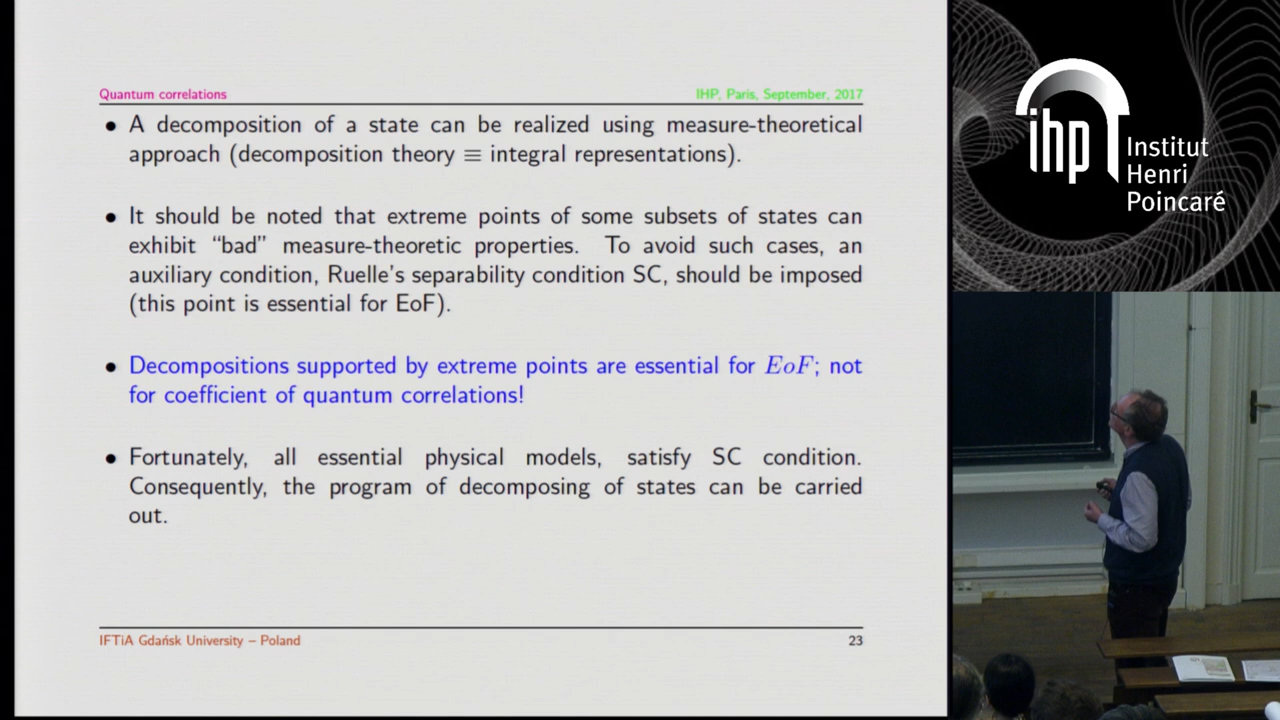 Quantum correlations IHP, Paris, September, 2017
• A decomposition of a state can be realized using measure-theoretical
approach (decomposition theory ≡ integral representations).
• It should be noted that extreme points of some subsets of states can
exhibit “bad” measure-theoretic properties. To avoid such cases, an
auxiliary condition, Ruelle's separability condition SC, should be imposed
(this point is essential for EoF).
• Decompositions supported by extreme points are essential for EoF; not
for coefficient of quantum correlations!
• Fortunately, all essential physical models, satisfy SC condition.
Consequently, the program of decomposing of states can be carried
out.
IFTiA Gdańsk University – Poland 23
ihp
Institut
Henri
Poincaré